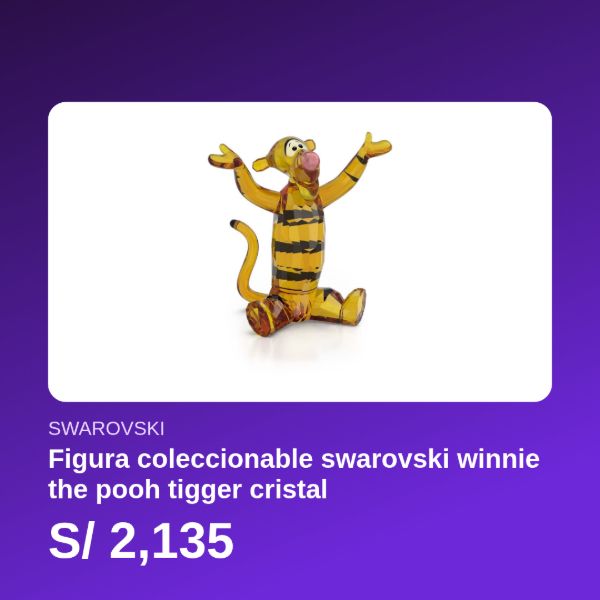 SWAROVSKI
Figura coleccionable swarovski winnie
the pooh tigger cristal
S/ 2,135